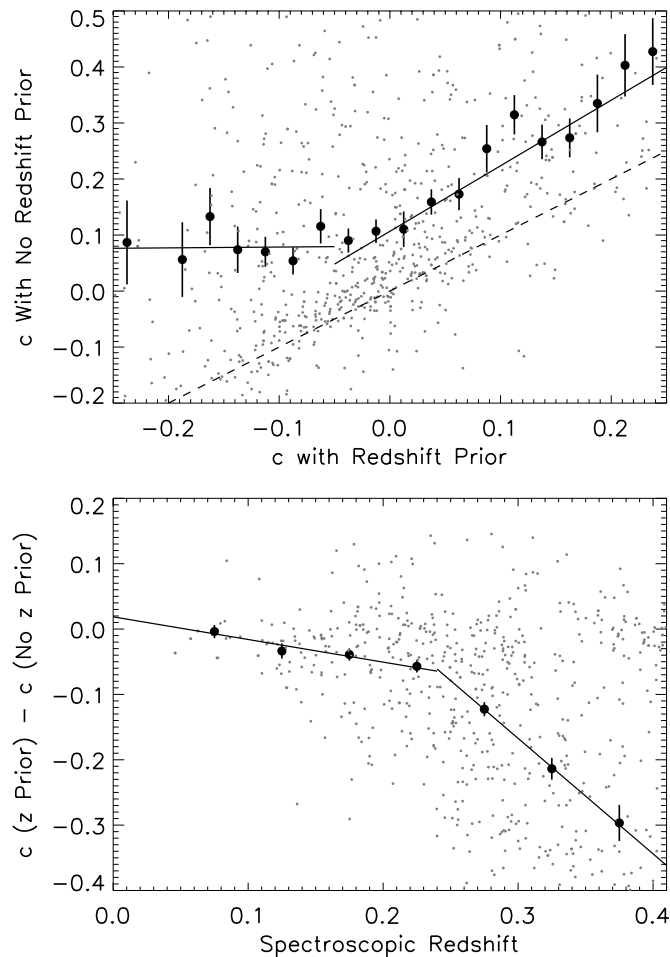 0.5
0.4
0.3
0.2
0.1
0.0
−0.1
−0.2
c With No Redshift Prior
−0.2 −0.1 0.0 0.1 0.2
c with Redshift Prior
0.2
0.1
0.0
−0.1
−0.2
−0.3
−0.4
c (z Prior) − c (No z Prior)
0.0 0.1 0.2 0.3 0.4
Spectroscopic Redshift